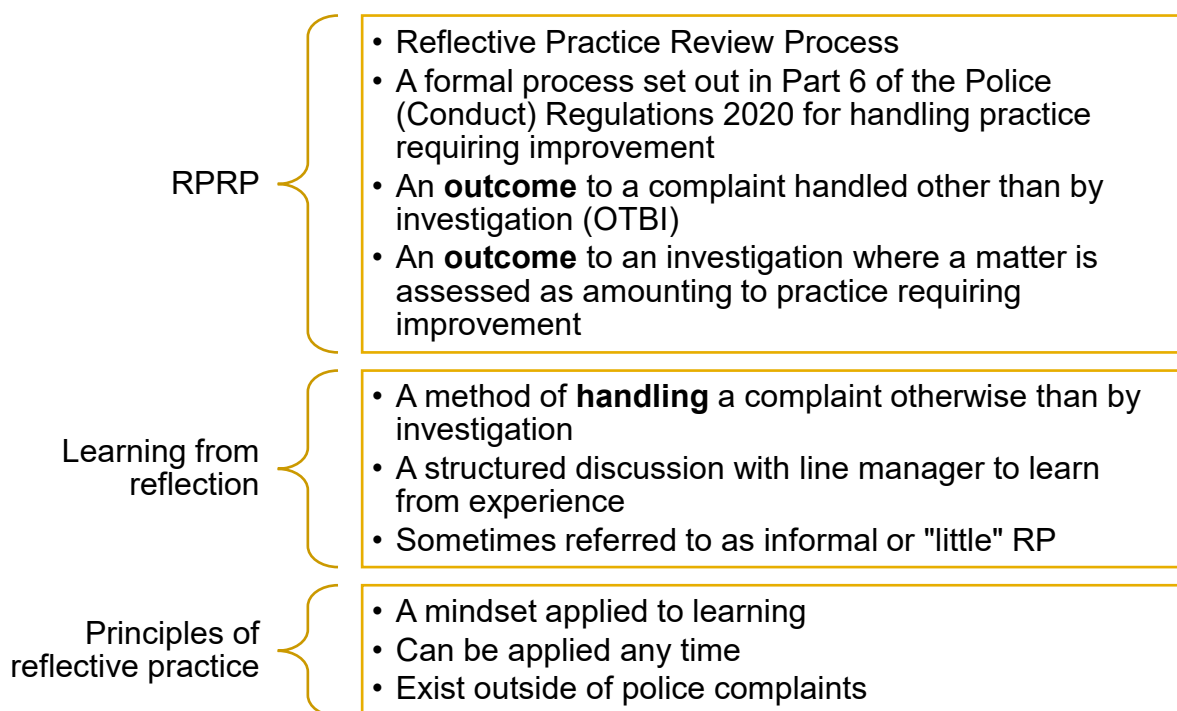 RPRP
• Reflective Practice Review Process
• A formal process set out in Part 6 of the Police
(Conduct) Regulations 2020 for handling practice
requiring improvement
• An outcome to a complaint handled other than by
investigation (OTBI)
• An outcome to an investigation where a matter is
assessed as amounting to practice requiring
improvement
Learning from
reflection
• A method of handling a complaint otherwise than by
investigation
• A structured discussion with line manager to learn
from experience
• Sometimes referred to as informal or "little" RP
Principles of
reflective practice
• A mindset applied to learning
• Can be applied any time
• Exist outside of police complaints